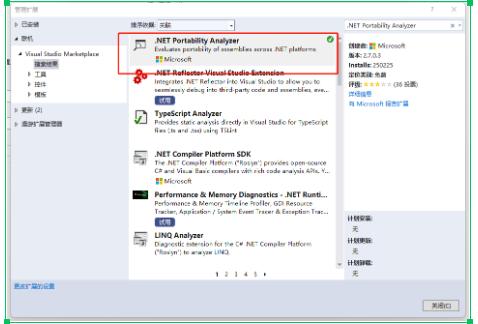 管理扩展
? ×
▷ 已安装
▲ 联机
▲ Visual Studio Marketplace
搜索结果
▷ 工具
▷ 控件
▷ 模板
▷ 更新 (2)
▷ 漫游扩展管理器
排序依据: 关联
.NET Portability Analyzer
Evaluates portability of assemblies across .NET platforms
Microsoft
.NET Reflector Visual Studio Extension
Integrates .NET Reflector into Visual Studio to allow you to
seamlessly debug into third-party code and assemblies, eve...
试用
TypeScript Analyzer
Provides static analysis directly in Visual Studio for TypeScript
files (ts and .tsx) using TSLint
.NET Compiler Platform SDK
The .NET Compiler Platform ("Roslyn") provides open-source
C# and Visual Basic compilers with rich code analysis APIs. Y...
Microsoft
Performance & Memory Diagnostics - .NET Runti...
Performance & Memory Timeline Profiler, GDI Resource
Tracker, Application / System Event Tracer & Exception Trac...
试用
LINQ Analyzer
Diagnostic extension for the C# .NET Compiler Platform
("Roslyn") to analyze LINQ.
1 2 3 4 5
.NET Portability Analyzer
创建者: Microsoft
版本: 2.7.0.3
Installs: 250225
定价类别: 免费
评级: (36 投票)
详细信息
向 Microsoft 报告扩展
计划安装:
无
计划更新:
无
计划卸载:
无
更改扩展的设置
关闭(C)